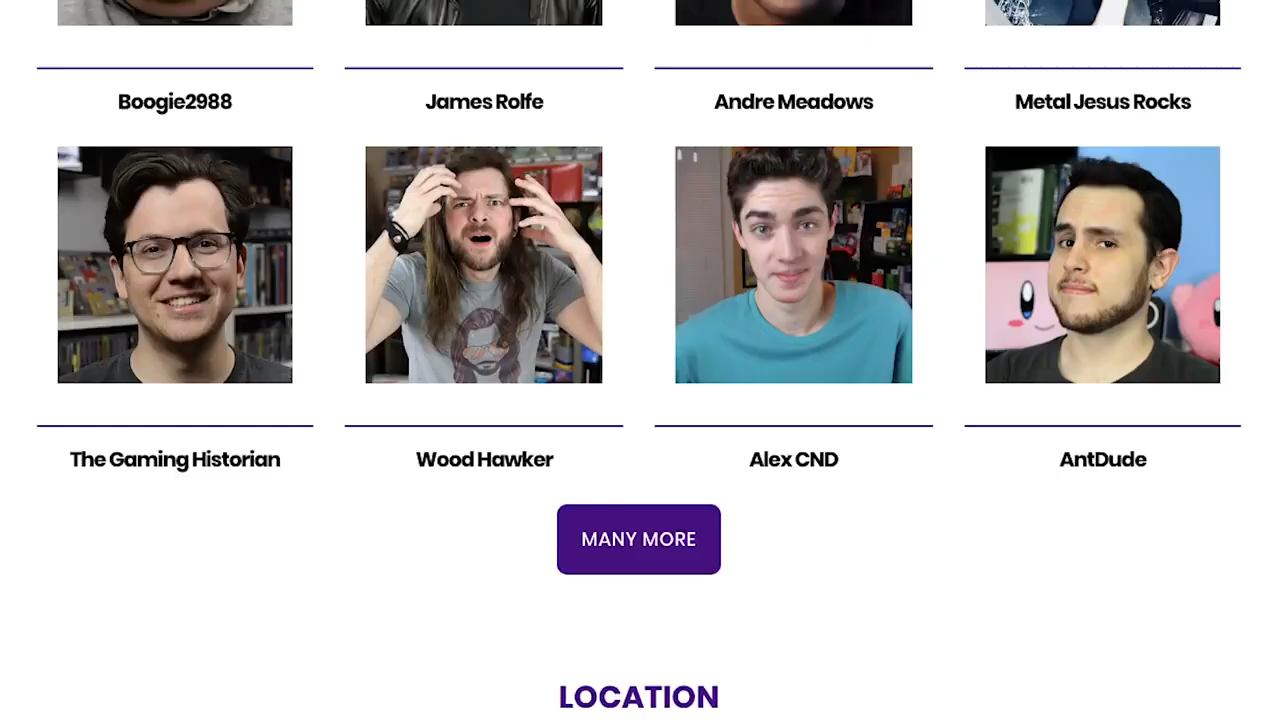 Boogie2988
James Rolfe
Andre Meadows
Metal Jesus Rocks
The Gaming Historian
Wood Hawker
Alex CND
AntDude
MANY MORE
LOCATION